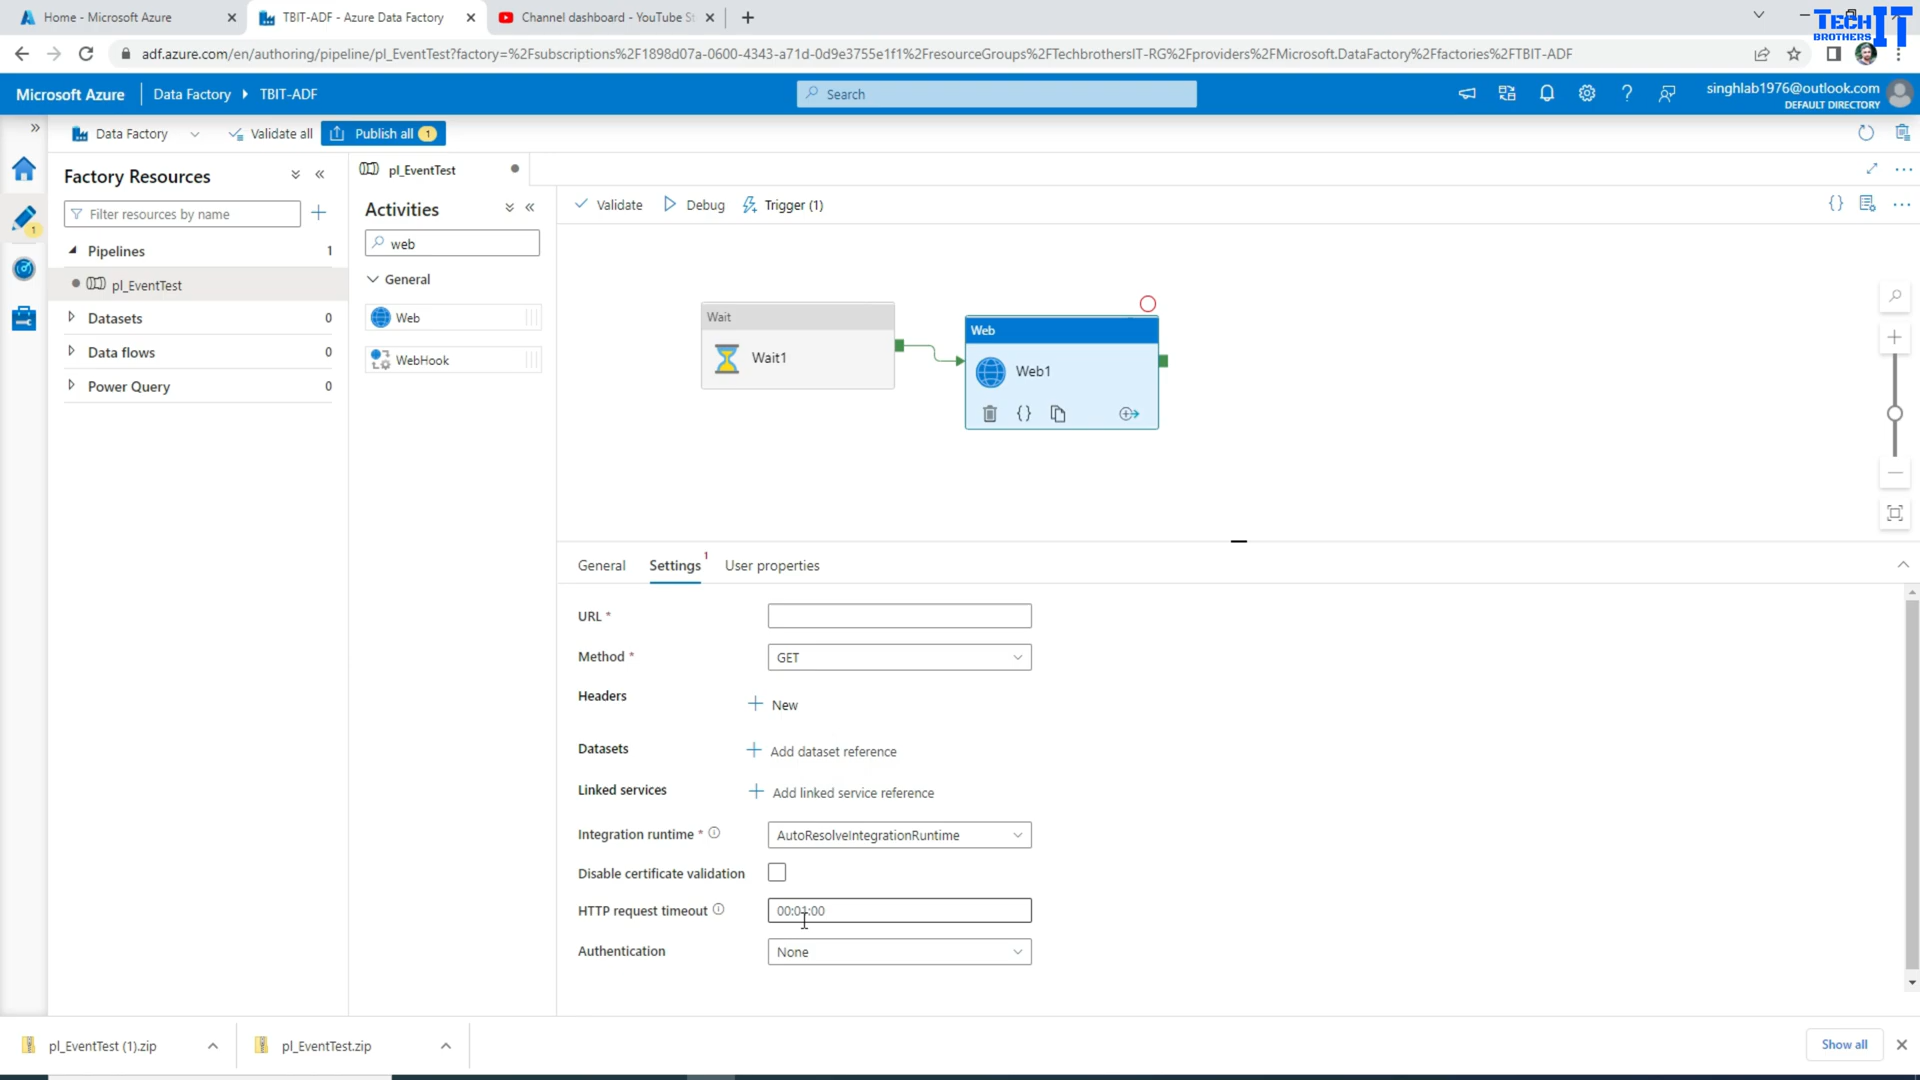 Home - Microsoft Azure
TBIT-ADF - Azure Data Factory
Channel dashboard - YouTube St
TECH IT
BROTHERS
adf.azure.com/en/authoring/pipeline/pl_EventTest?factory=%2Fsubscriptions%2F1898d07a-0600-4343-a71d-0d9e3755e1f1%2FresourceGroups%2FTechbrothersIT-RG%2Fproviders%2FMicrosoft.DataFactory%2Ffactories%2FTBIT-ADF
Microsoft Azure
Data Factory
TBIT-ADF
Search
singhlab1976@outlook.com
DEFAULT DIRECTORY
Data Factory
Validate all
Publish all 1
Factory Resources
Filter resources by name
1
Pipelines 1
pl_EventTest
Datasets 0
Data flows 0
Power Query 0
pl_EventTest
Activities
web
General
Web
WebHook
Validate
Debug
Trigger (1)
Wait
Wait1
Web
Web1
General
Settings 1
User properties
URL *
Method *
GET
Headers
New
Datasets
Add dataset reference
Linked services
Add linked service reference
Integration runtime *
AutoResolveIntegrationRuntime
Disable certificate validation
HTTP request timeout
00:01:00
Authentication
None
pl_EventTest (1).zip
pl_EventTest.zip
Show all